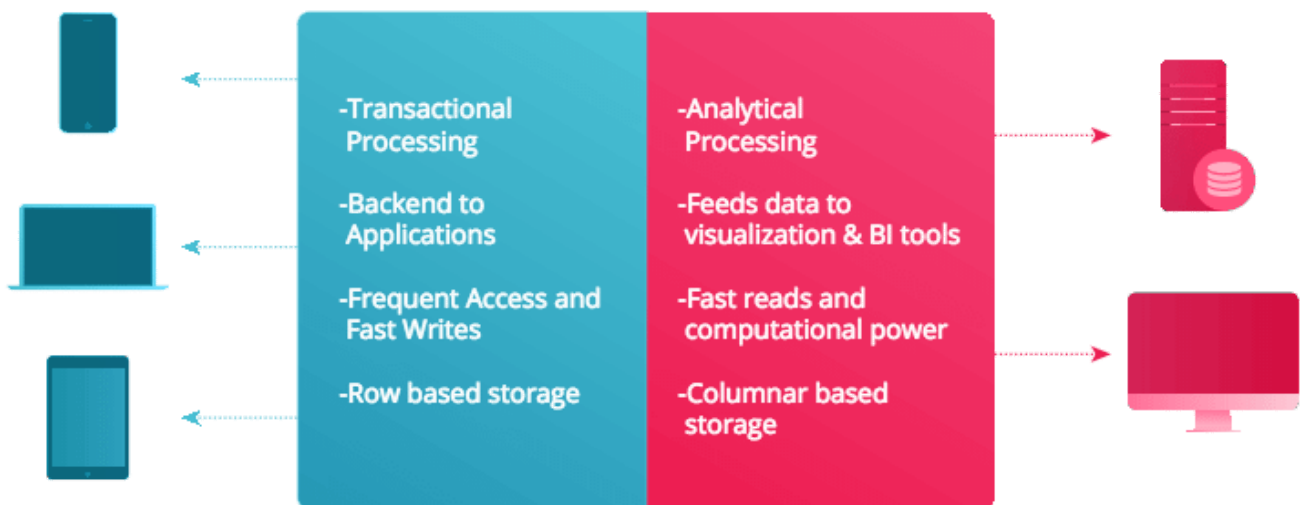 -Transactional
Processing
-Backend to
Applications
-Frequent Access and
Fast Writes
-Row based storage
-Analytical
Processing
-Feeds data to
visualization & BI tools
-Fast reads and
computational power
-Columnar based
storage